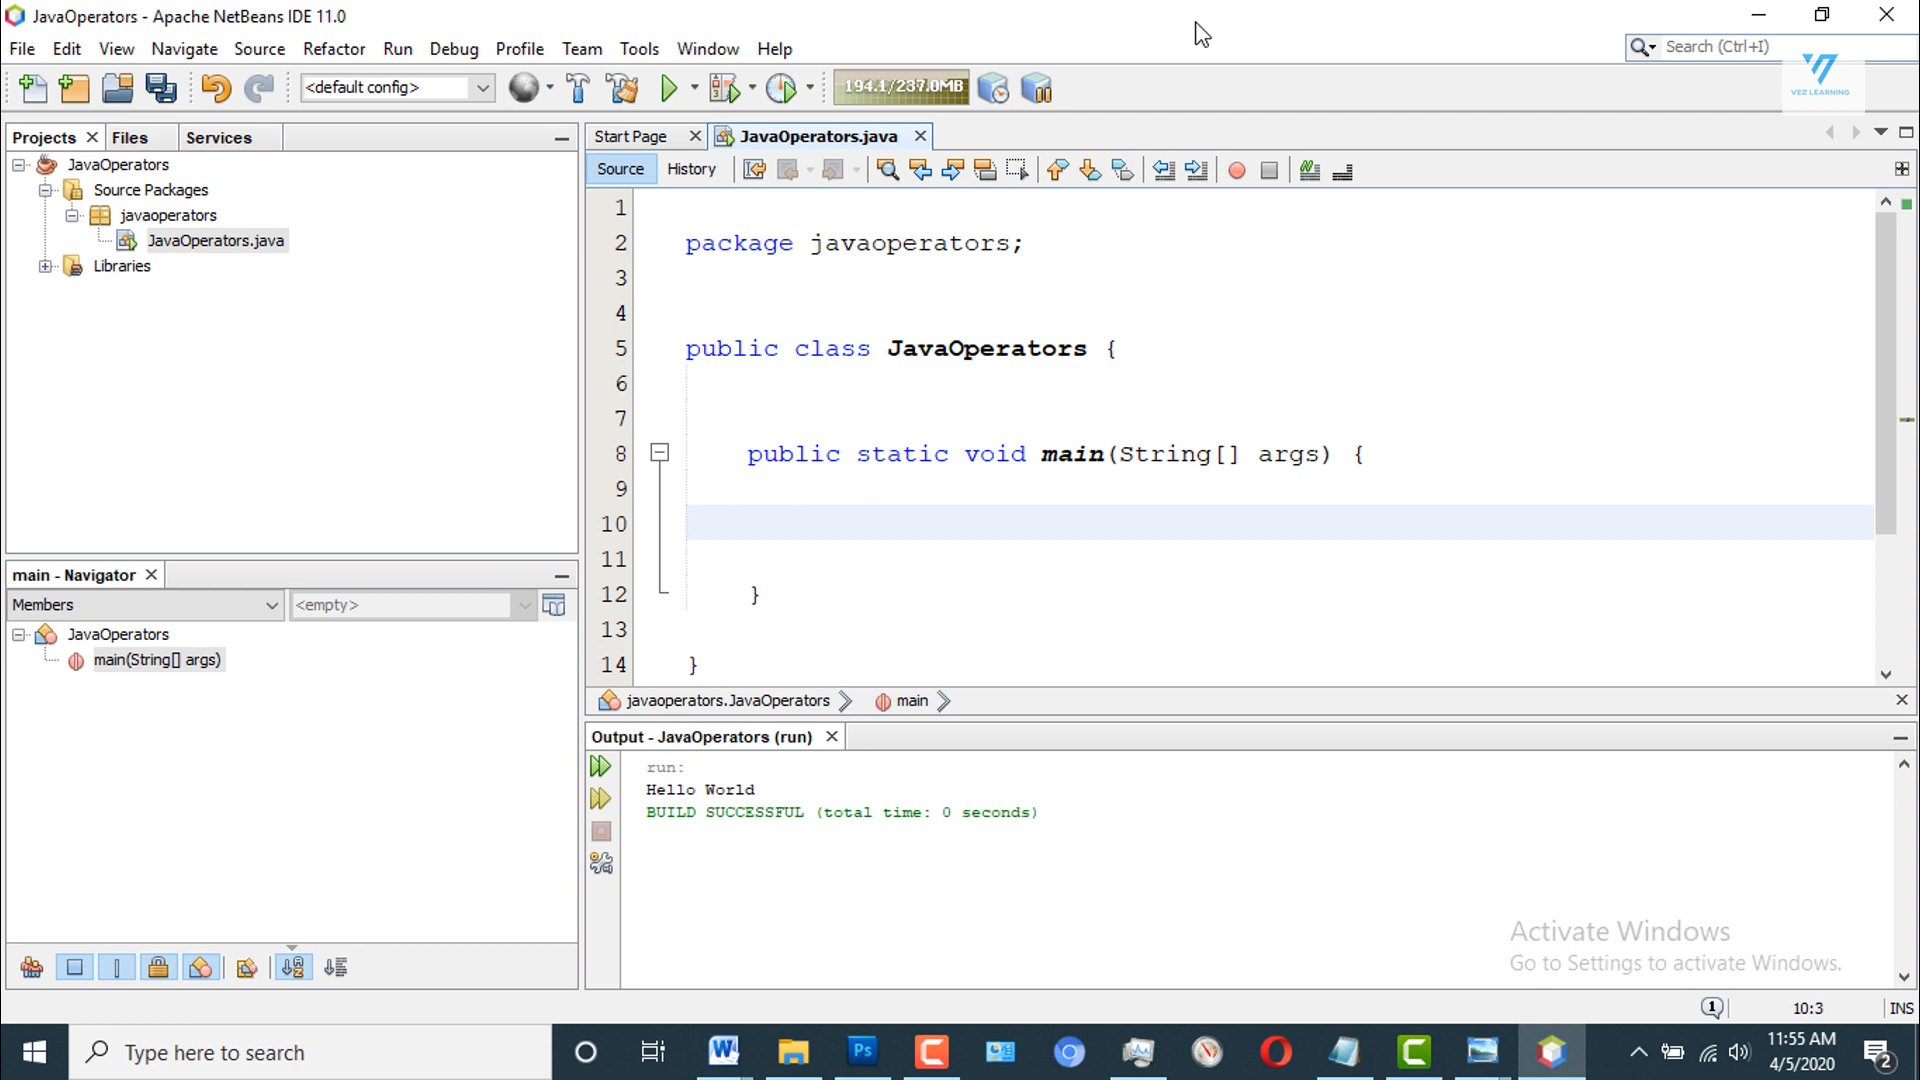 JavaOperators - Apache NetBeans IDE 11.0
File Edit View Navigate Source Refactor Run Debug Profile Team Tools Window Help
Search (Ctrl+I)
<default config>
194.1/237.0MB
VEZ LEARNING
Projects Files Services
JavaOperators
Source Packages
javaoperators
JavaOperators.java
Libraries
main - Navigator
Members <empty>
JavaOperators
main(String[] args)
Start Page JavaOperators.java
Source History
1
2 package javaoperators;
3
4
5 public class JavaOperators {
6
7
8 public static void main(String[] args) {
9
10
11
12 }
13
14 }
javaoperators.JavaOperators main
Output - JavaOperators (run)
run:
Hello World
BUILD SUCCESSFUL (total time: 0 seconds)
Activate Windows
Go to Settings to activate Windows.
1 10:3 INS
Type here to search
W
Ps
11:55 AM
4/5/2020
2